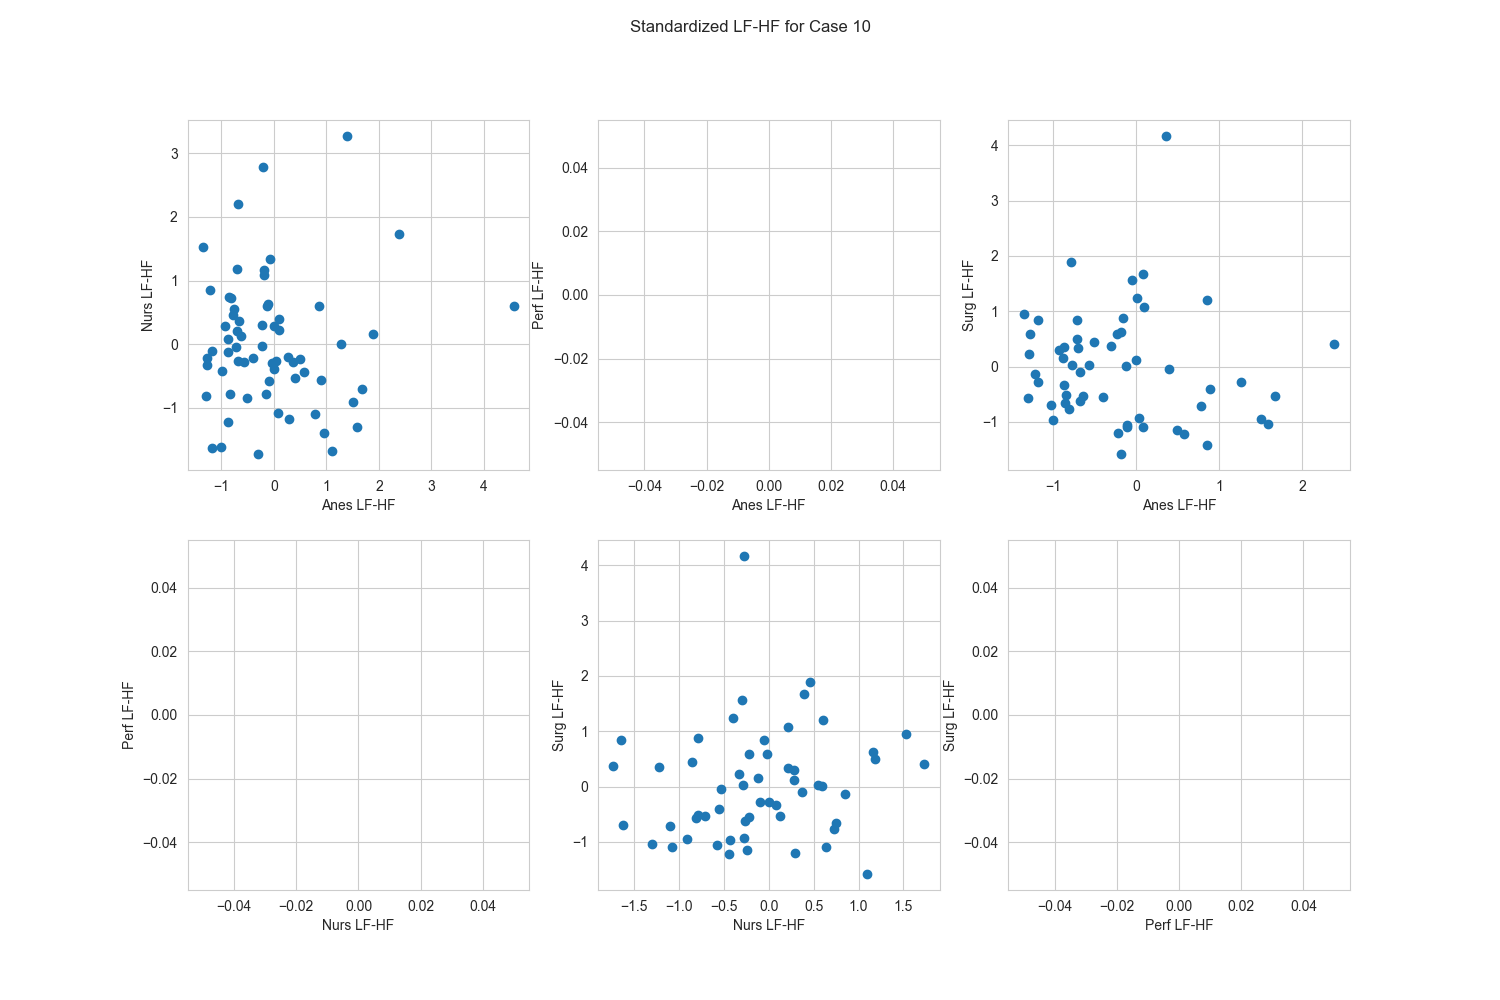 Standardized LF-HF for Case 10
3
2
1
0
−1
Nurs LF-HF
−1 0 1 2 3 4
Anes LF-HF
0.04
0.02
0.00
−0.02
−0.04
Perf LF-HF
−0.04 −0.02 0.00 0.02 0.04
Anes LF-HF
4
3
2
1
0
−1
Surg LF-HF
−1 0 1 2
Anes LF-HF
0.04
0.02
0.00
−0.02
−0.04
Perf LF-HF
−0.04 −0.02 0.00 0.02 0.04
Nurs LF-HF
4
3
2
1
0
−1
Surg LF-HF
−1.5 −1.0 −0.5 0.0 0.5 1.0 1.5
Nurs LF-HF
0.04
0.02
0.00
−0.02
−0.04
Surg LF-HF
−0.04 −0.02 0.00 0.02 0.04
Perf LF-HF